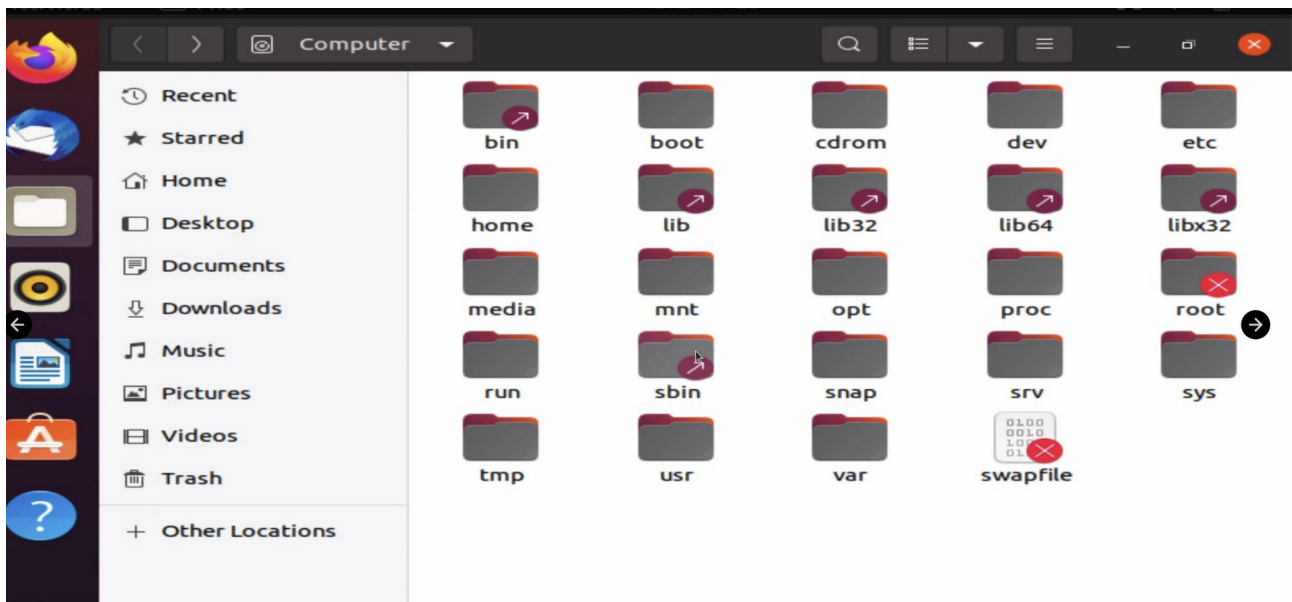 Computer
Recent
Starred
Home
Desktop
Documents
Downloads
Music
Pictures
Videos
Trash
+ Other Locations
bin boot cdrom dev etc
home lib lib32 lib64 libx32
media mnt opt proc root
run sbin snap srv sys
tmp usr var swapfile